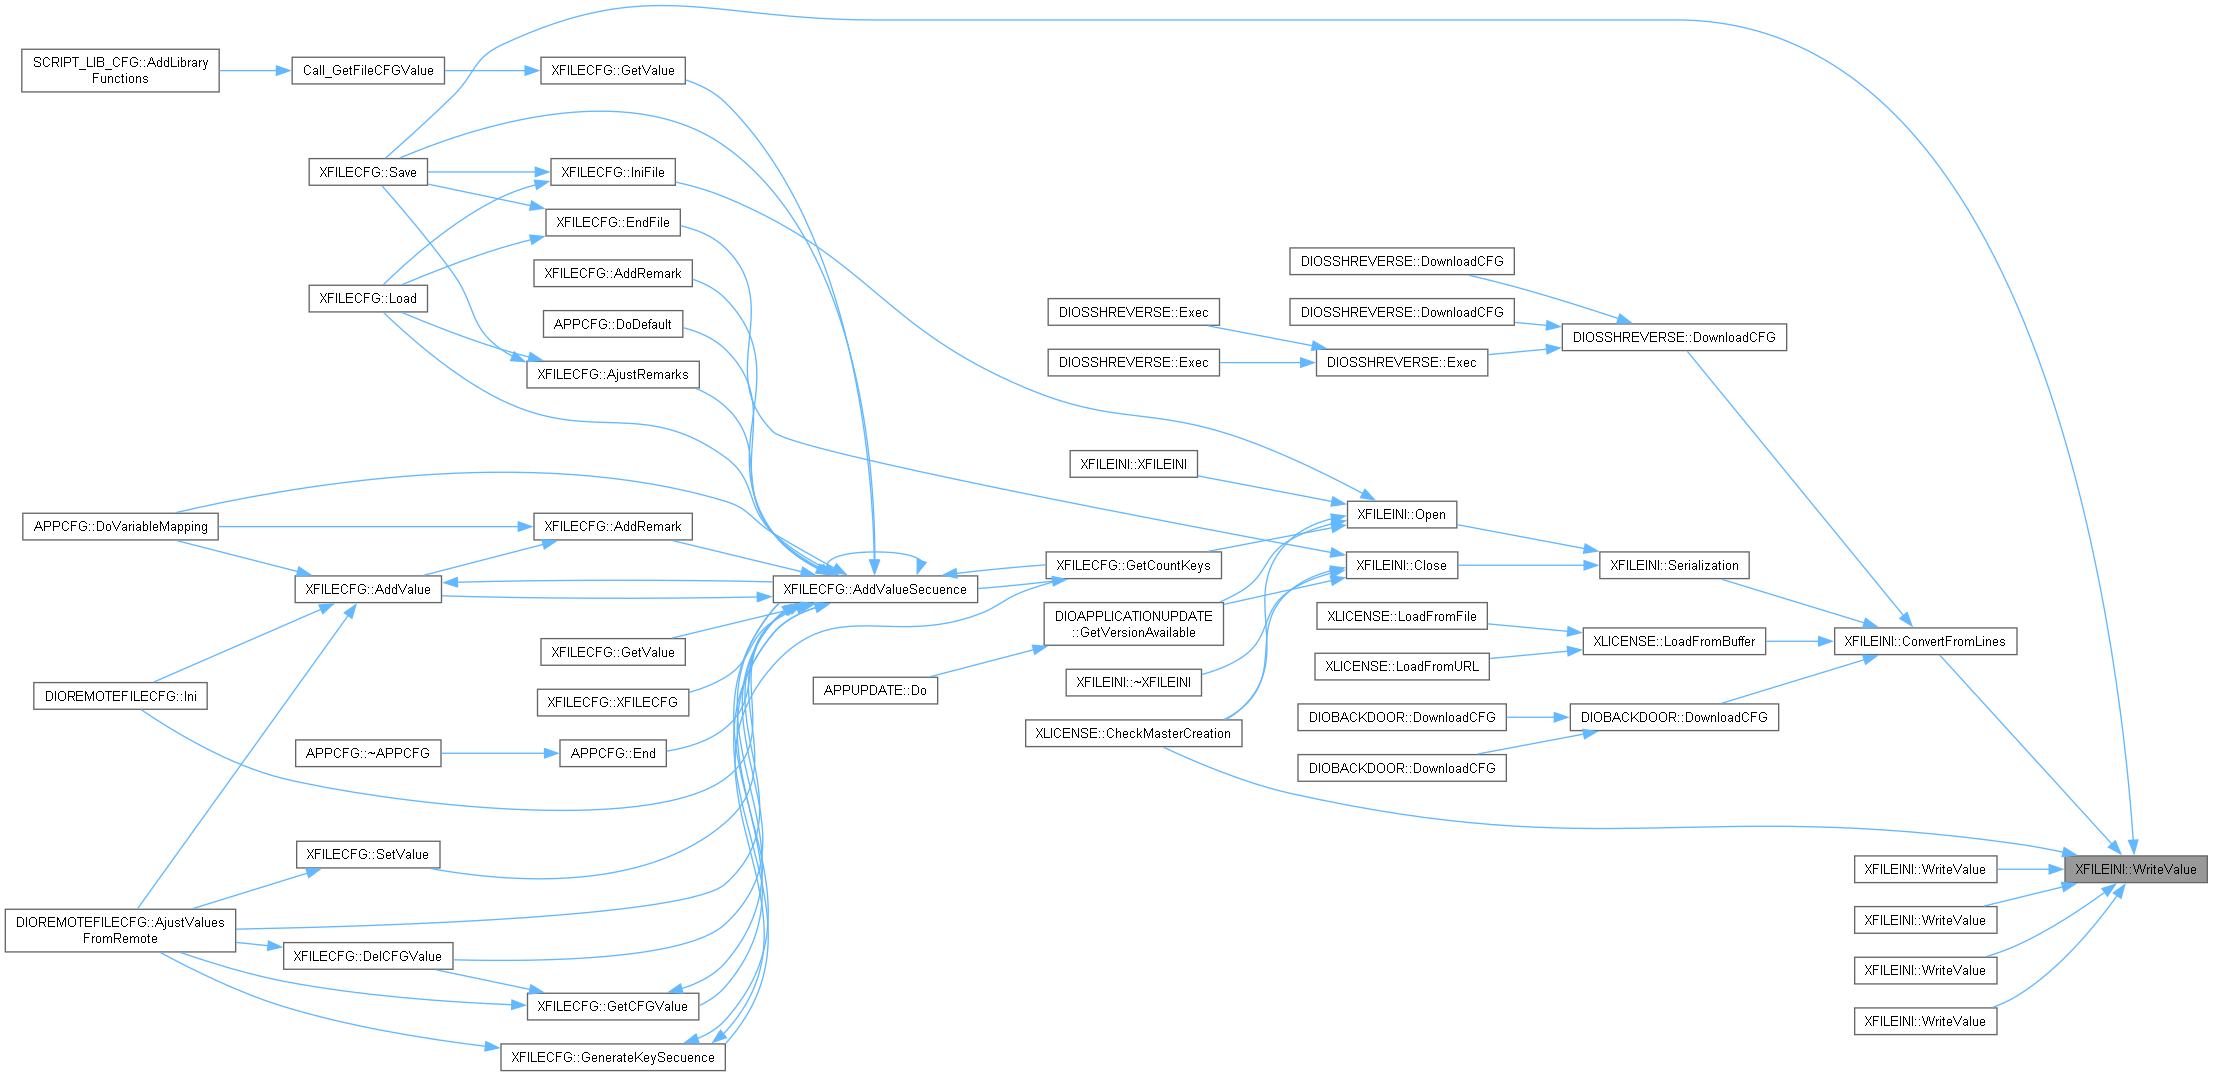 SCRIPT_LIB_CFG::AddLibrary
Functions
Call_GetFileCFGValue
XFILECFG::GetValue
XFILECFG::Save
XFILECFG::IniFile
XFILECFG::EndFile
XFILECFG::AddRemark
XFILECFG::Load
APPCFG::DoDefault
XFILECFG::AjustRemarks
DIOSSHREVERSE::DownloadCFG
DIOSSHREVERSE::Exec
DIOSSHREVERSE::DownloadCFG
DIOSSHREVERSE::DownloadCFG
DIOSSHREVERSE::Exec
DIOSSHREVERSE::Exec
XFILEINI::XFILEINI
XFILEINI::Open
APPCFG::DoVariableMapping
XFILECFG::AddRemark
XFILECFG::GetCountKeys
XFILEINI::Close
XFILEINI::Serialization
XFILECFG::AddValue
XFILECFG::AddValueSecuence
DIOAPPLICATIONUPDATE
::GetVersionAvailable
XLICENSE::LoadFromFile
XLICENSE::LoadFromBuffer
XFILEINI::ConvertFromLines
XFILECFG::GetValue
XLICENSE::LoadFromURL
DIOREMOTEFILECFG::Ini
XFILECFG::XFILECFG
APPUPDATE::Do
XFILEINI::~XFILEINI
DIOBACKDOOR::DownloadCFG
DIOBACKDOOR::DownloadCFG
XLICENSE::CheckMasterCreation
APPCFG::~APPCFG
APPCFG::End
DIOBACKDOOR::DownloadCFG
XFILECFG::SetValue
XFILEINI::WriteValue
XFILEINI::WriteValue
DIOREMOTEFILECFG::AjustValues
FromRemote
XFILEINI::WriteValue
XFILECFG::DelCFGValue
XFILEINI::WriteValue
XFILECFG::GetCFGValue
XFILEINI::WriteValue
XFILECFG::GenerateKeySecuence